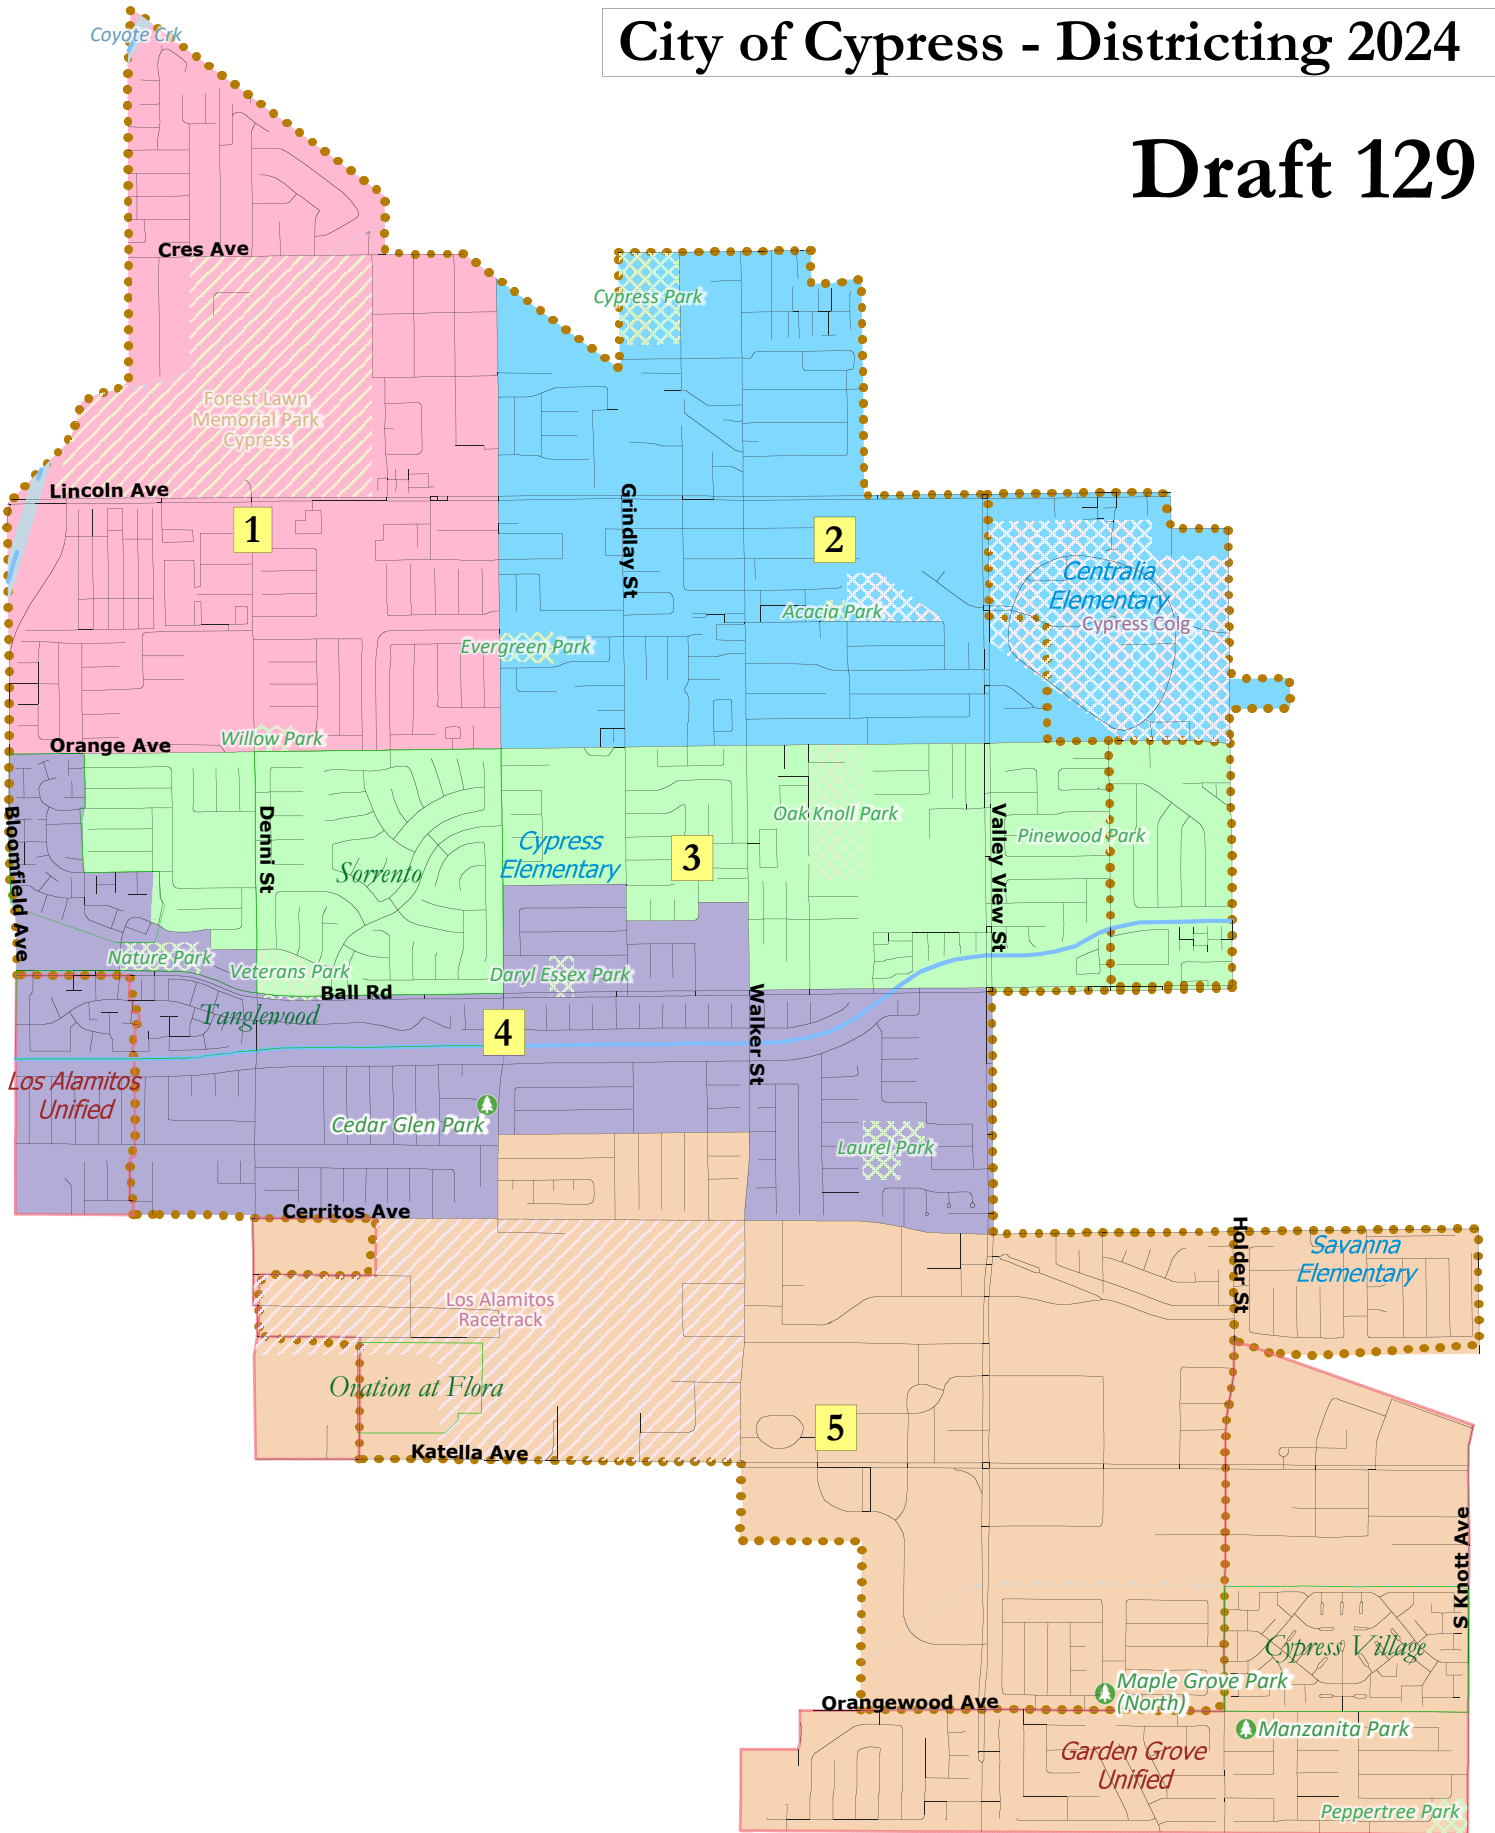 City of Cypress - Districting 2024
Coyote Crk
Draft 129
Cres Ave
Cypress Park
Forest Lawn
Memorial Park
Cypress
Lincoln Ave
1
Grindlay St
2
Centralia
Elementary
Acacia Park
Cypress Colg
Evergreen Park
Willow Park
Orange Ave
Bloomfield Ave
Denni St
Sorrento
Cypress
Elementary
3
Oak Knoll Park
Valley View St
Pinewood Park
Nature Park
Veterans Park
Daryl Essex Park
Ball Rd
Tanglewood
4
Walker St
Los Alamitos
Unified
Cedar Glen Park
Laurel Park
Cerritos Ave
Holder St
Savanna
Elementary
Los Alamitos
Racetrack
Ovation at Flora
5
Katella Ave
S Knott Ave
Cypress Village
Maple Grove Park
(North)
Orangewood Ave
Manzanita Park
Garden Grove
Unified
Peppertree Park